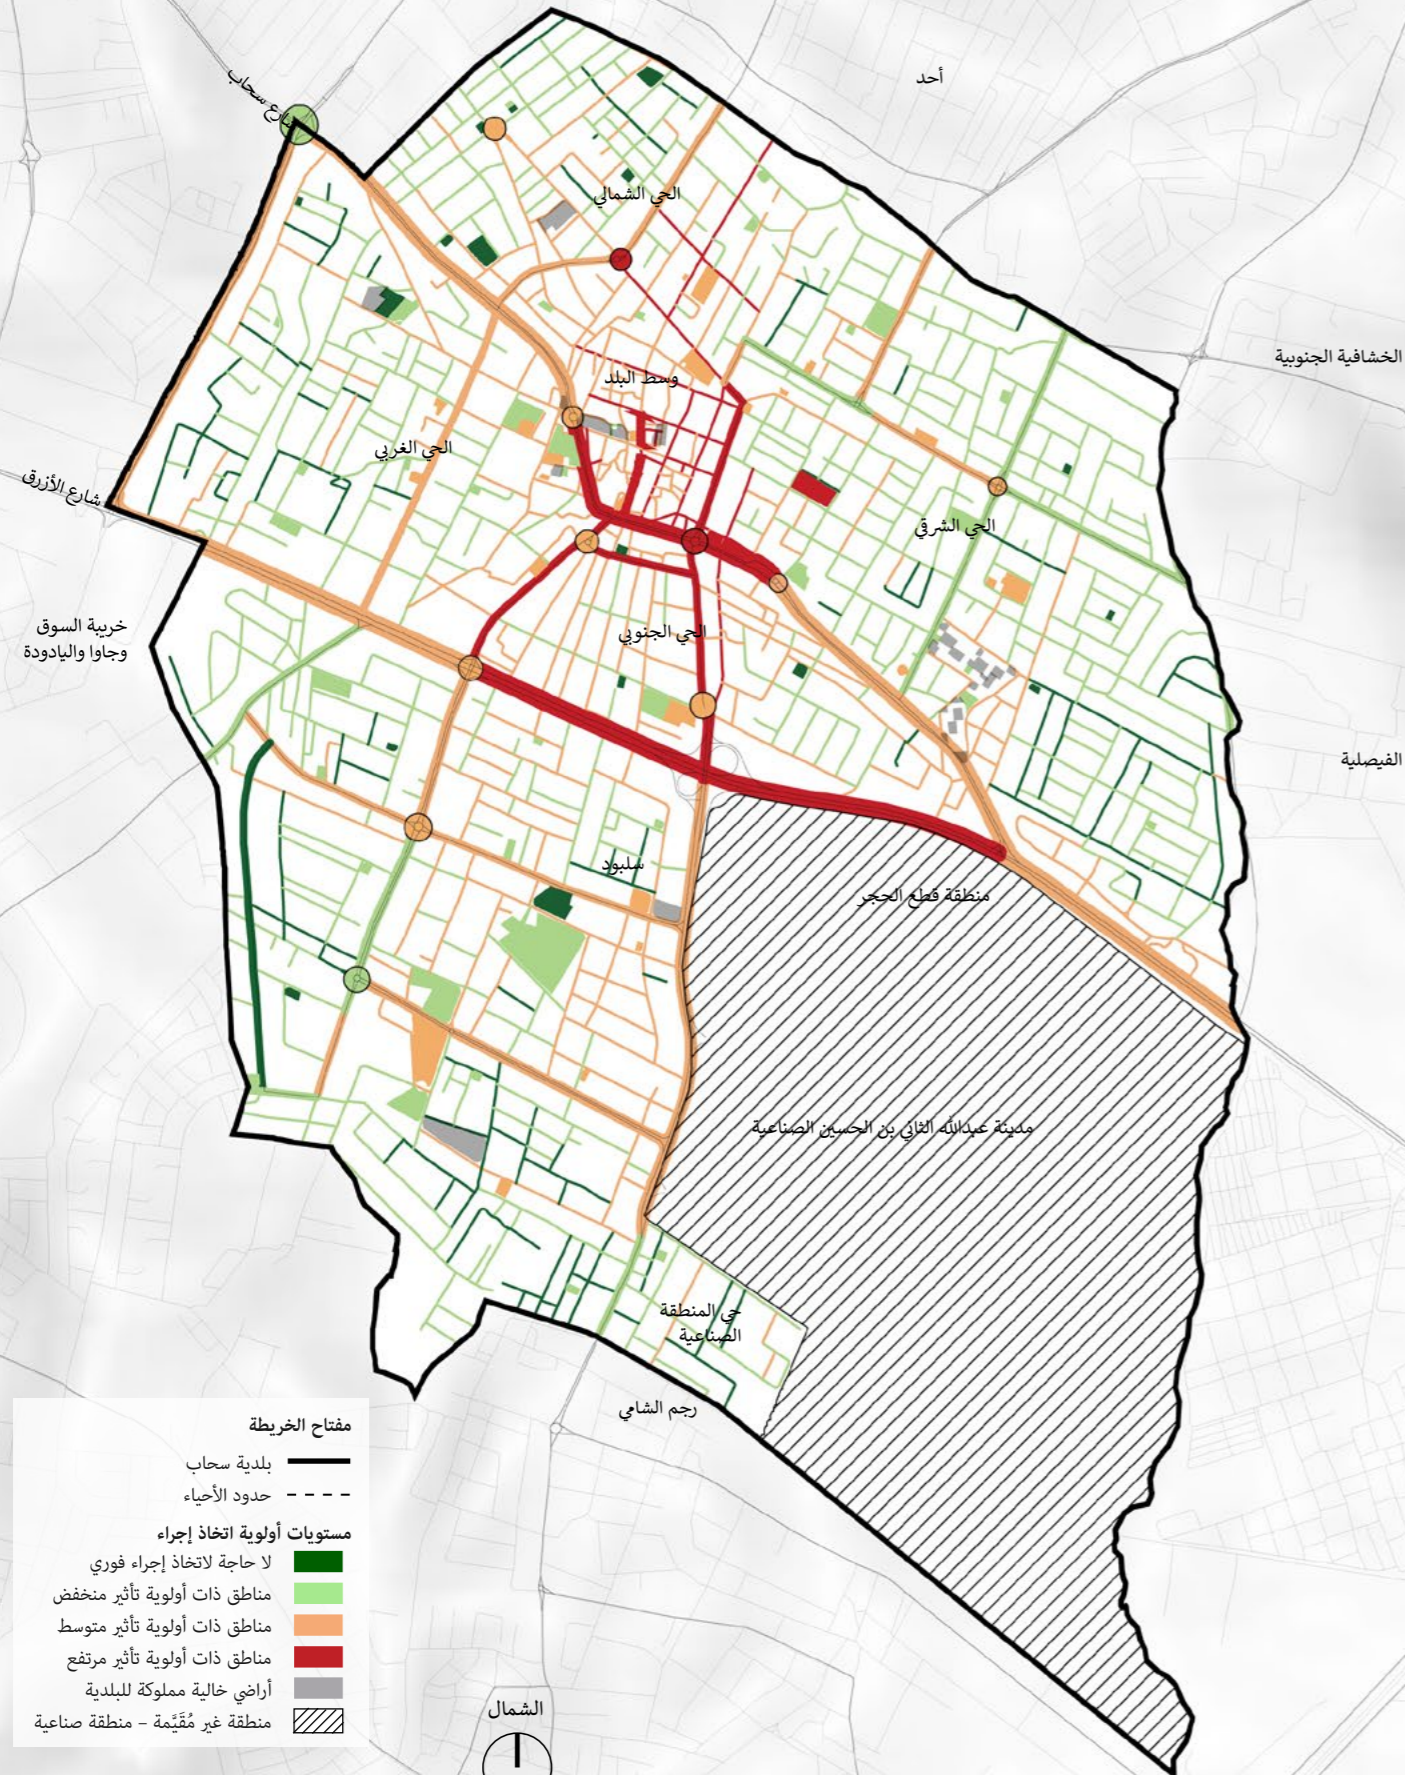 أحد
شارع سحاب
الحي الشمالي
الخشافية الجنوبية
وسط البلد
الحي الغربي
شارع الأزرق
الحي الشرقي
خريبة السوق
وجاوا واليادودة
الحي الجنوبي
الفيصلية
سلبود
منطقة قطع الحجر
مدينة عبدالله الثاني بن الحسين الصناعية
حي المنطقة
الصناعية
رجم الشامي
مفتاح الخريطة
بلدية سحاب
حدود الأحياء
مستويات أولوية اتخاذ إجراء
لا حاجة لاتخاذ إجراء فوري
مناطق ذات أولوية تأثير منخفض
مناطق ذات أولوية تأثير متوسط
مناطق ذات أولوية تأثير مرتفع
أراضي خالية مملوكة للبلدية
منطقة غير مُقَيَّمة – منطقة صناعية
الشمال